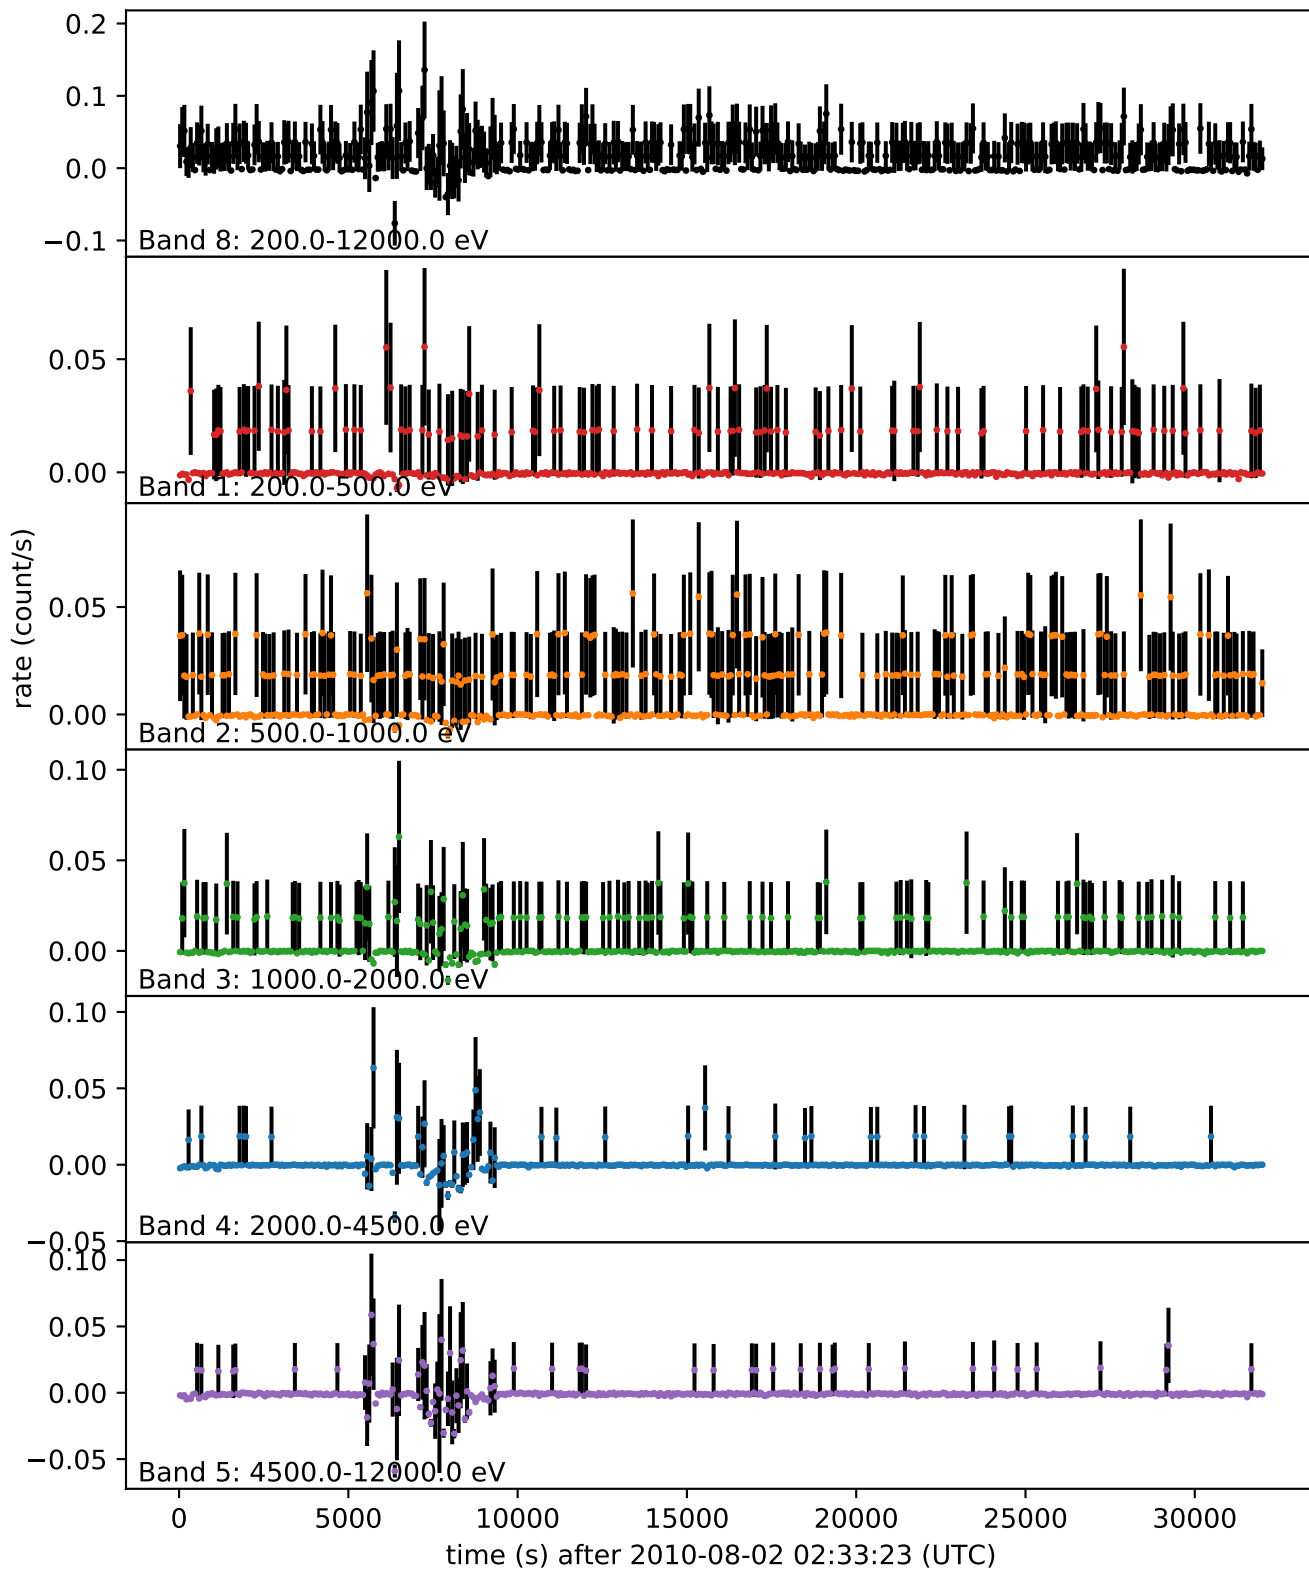 0.2
0.1
0.0
−0.1
Band 8: 200.0-12000.0 eV
0.05
0.00
Band 1: 200.0-500.0 eV
rate (count/s)
0.05
0.00
Band 2: 500.0-1000.0 eV
0.10
0.05
0.00
Band 3: 1000.0-2000.0 eV
0.10
0.05
0.00
−0.05
Band 4: 2000.0-4500.0 eV
0.10
0.05
0.00
−0.05
Band 5: 4500.0-12000.0 eV
0 5000 10000 15000 20000 25000 30000
time (s) after 2010-08-02 02:33:23 (UTC)